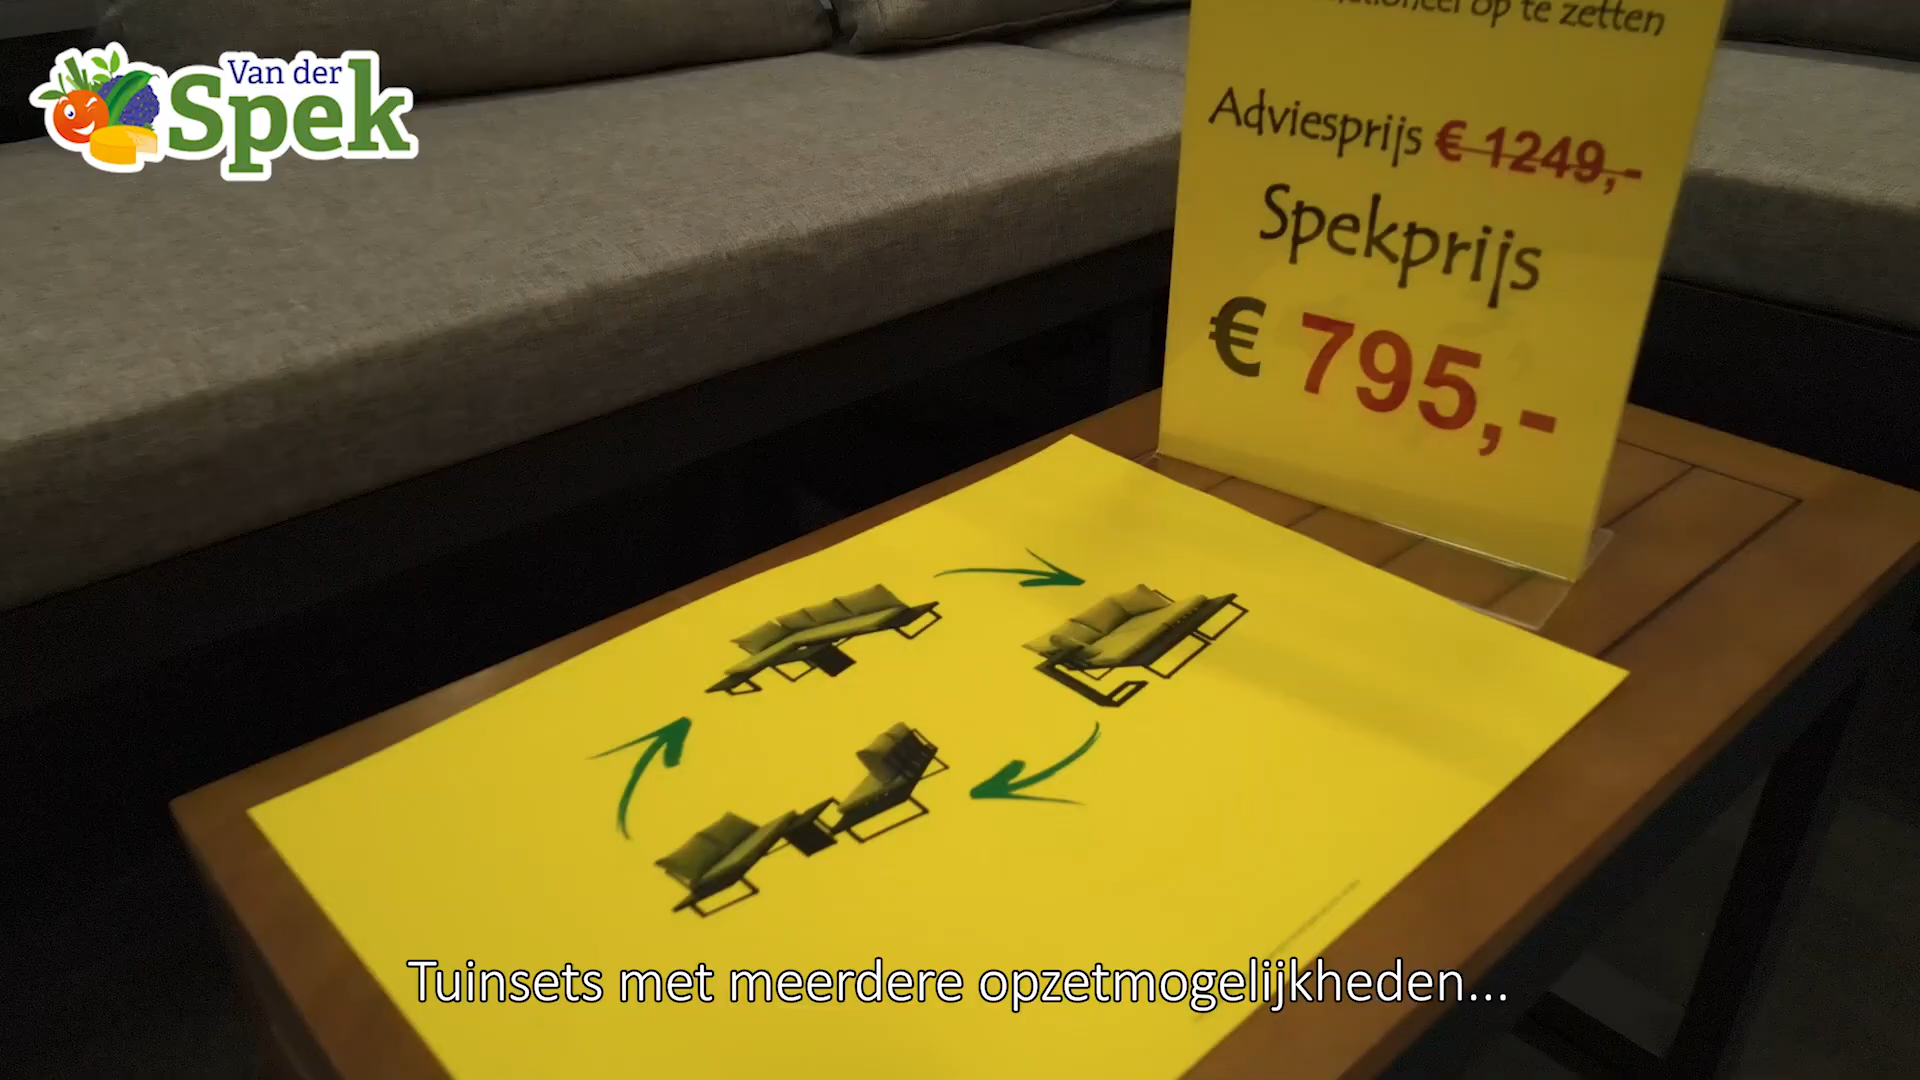 Van der
Spek
op te zetten
Adviesprijs € 1249,-
Spekprijs
€ 795,-
Tuinsets met meerdere opzetmogelijkheden...